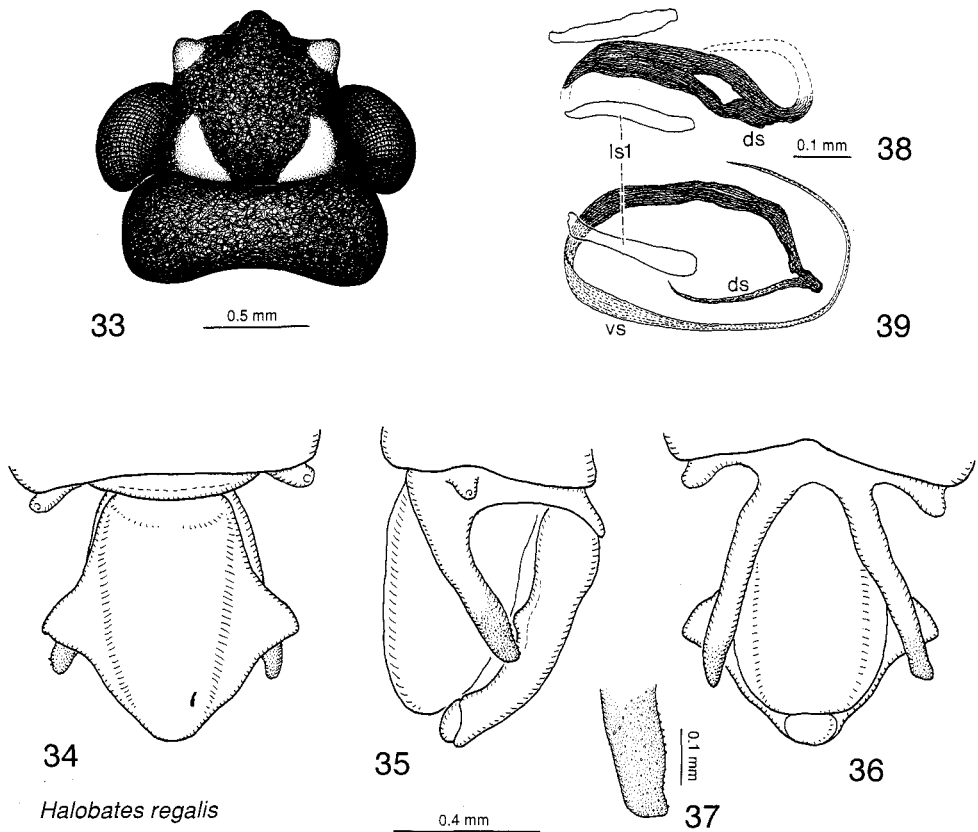 38
ds
0.1 mm
ls1
33
0.5 mm
ds
vs
39
34
35
36
37
0.1 mm
Halobates regalis
0.4 mm